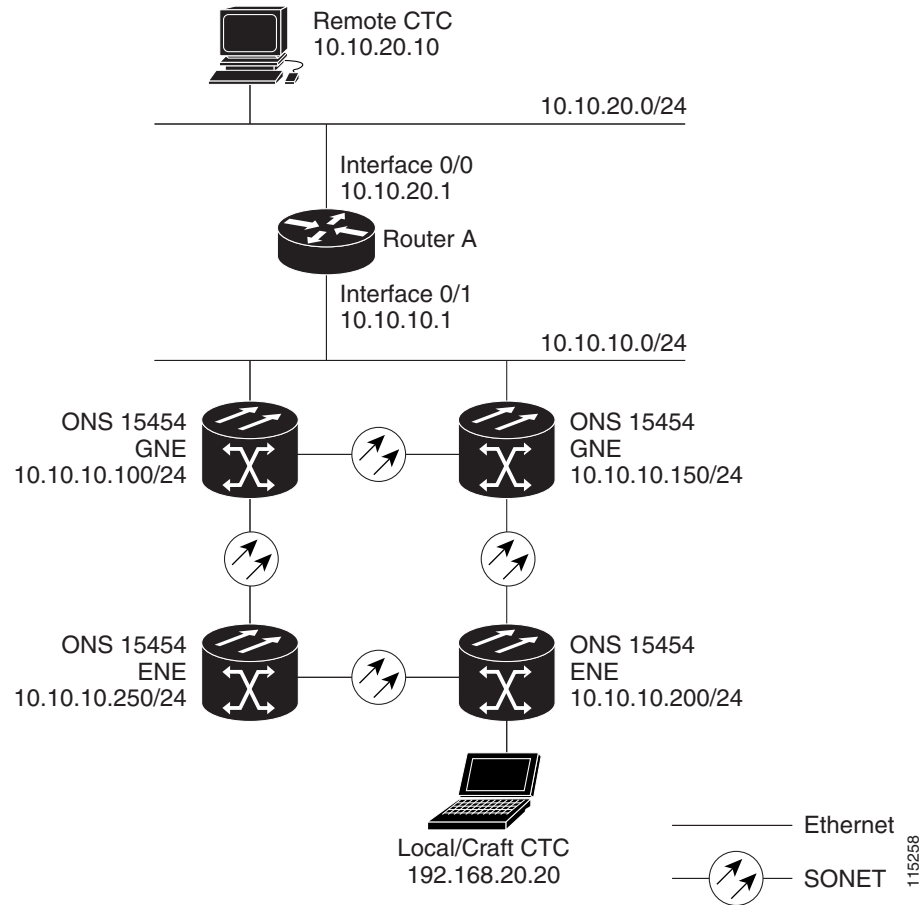 Remote CTC
10.10.20.10
10.10.20.0/24
Interface 0/0
10.10.20.1
Router A
Interface 0/1
10.10.10.1
10.10.10.0/24
ONS 15454
GNE
10.10.10.100/24
ONS 15454
GNE
10.10.10.150/24
ONS 15454
ENE
10.10.10.250/24
ONS 15454
ENE
10.10.10.200/24
Local/Craft CTC
192.168.20.20
Ethernet
SONET
115258